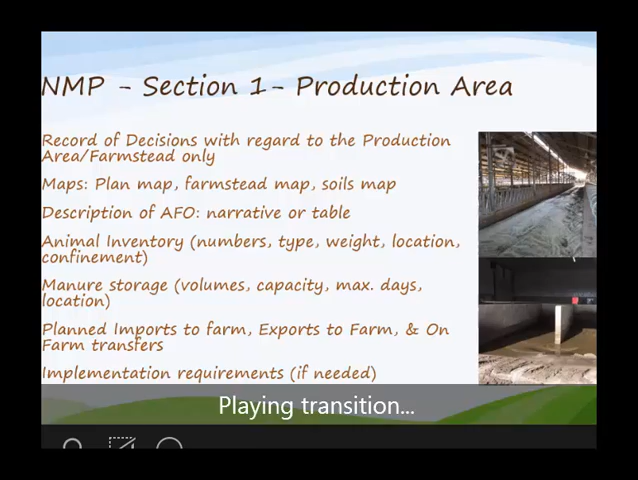 NMP - Section 1- Production Area
Record of Decisions with regard to the Production
Area/Farmstead only
Maps: Plan map, farmstead map, soils map
Description of AFO: narrative or table
Animal Inventory (numbers, type, weight, location,
confinement)
Manure storage (volumes, capacity, max. days,
location)
Planned Imports to farm, Exports to Farm, & On
Farm transfers
Implementation requirements (if needed)
Playing transition...